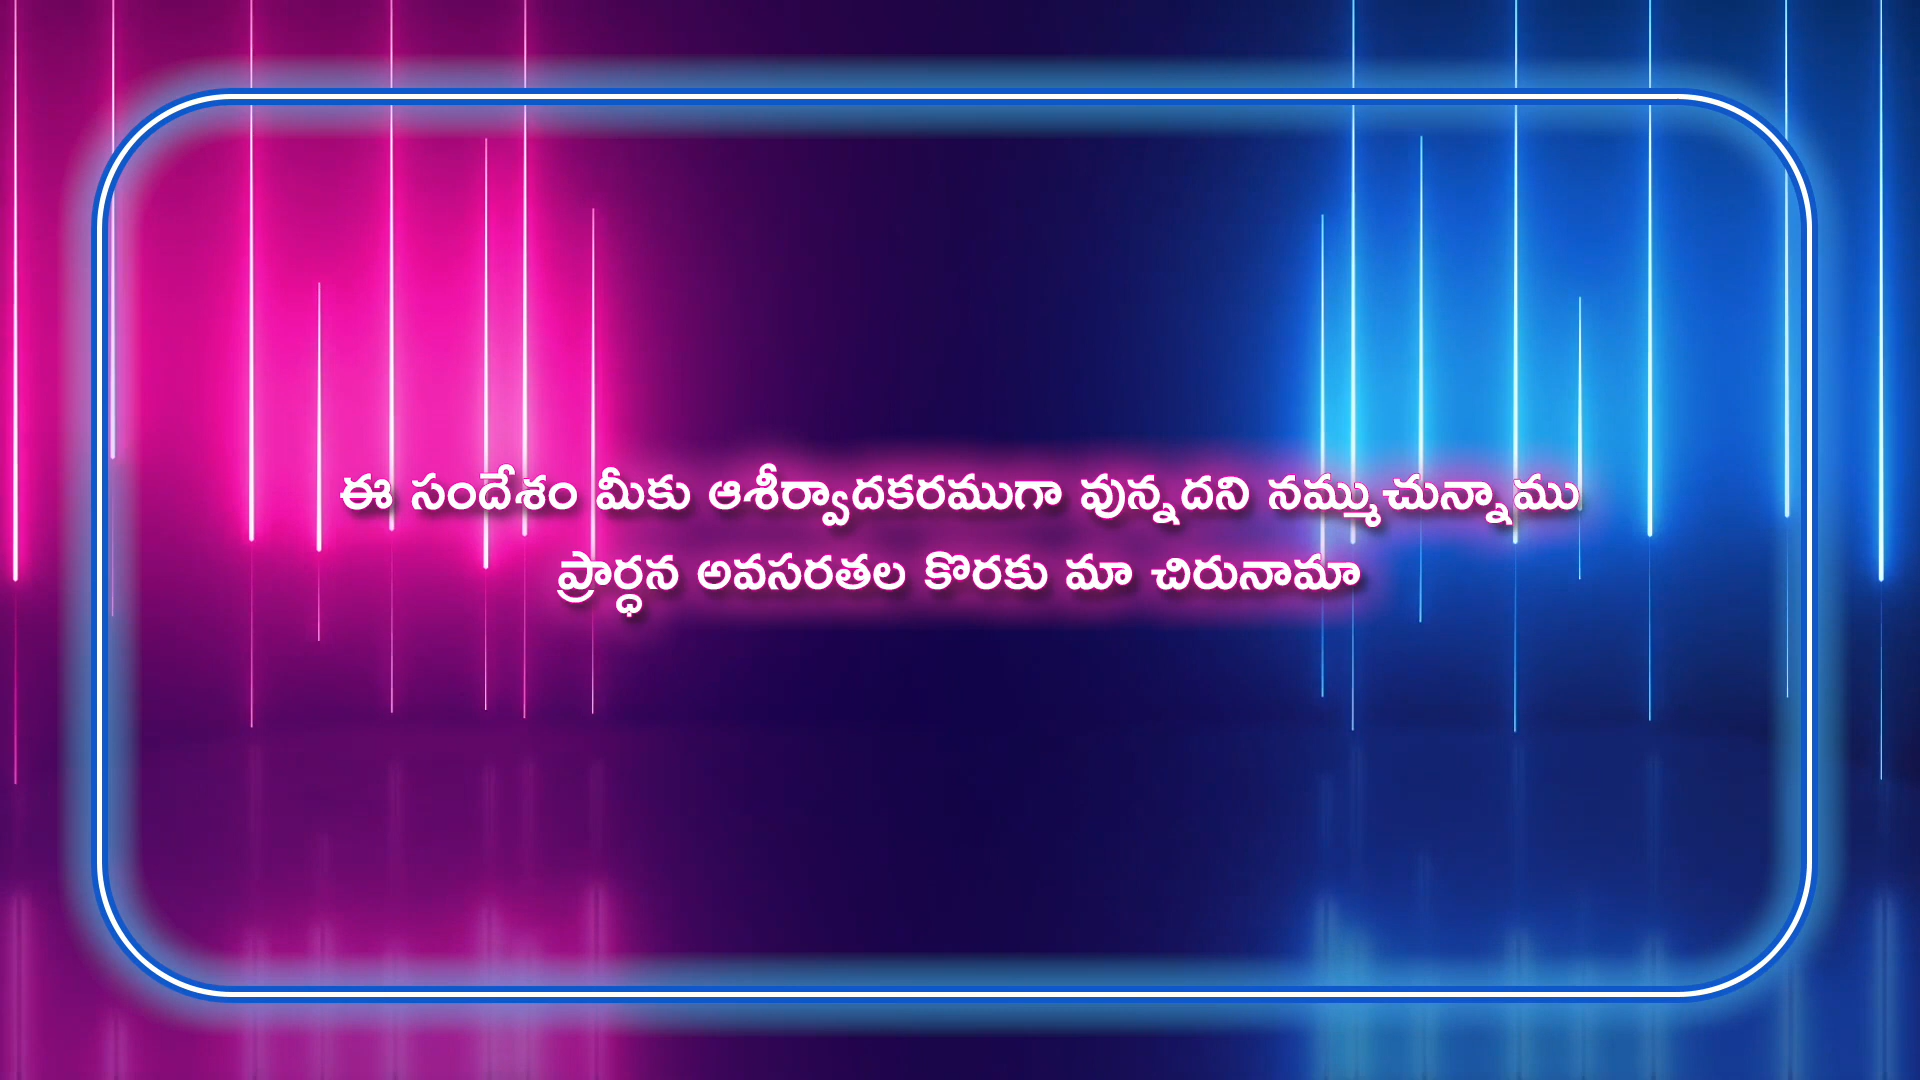 ఈ సందేశం మీకు ఆశీర్వాదకరముగా వున్నదని నమ్ముచున్నాము
ప్రార్ధన అవసరతల కొరకు మా చిరునామా